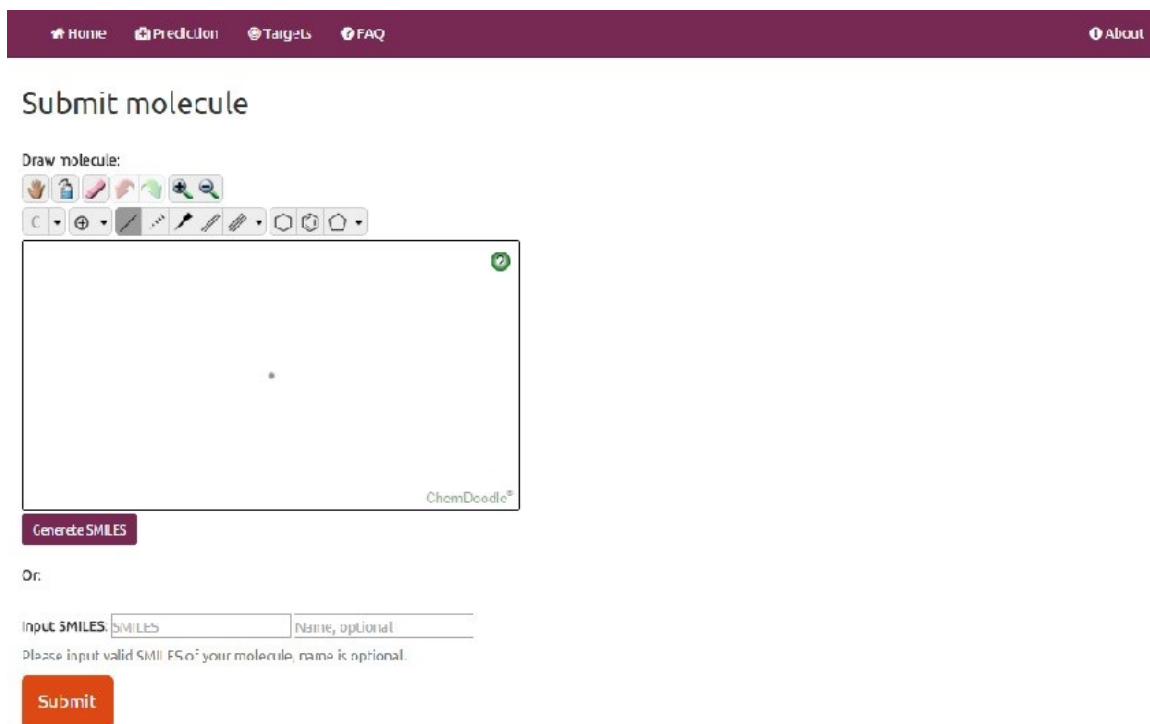 Home Prediction Targets FAQ About
Submit molecule
Draw molecule:
C
ChemDoodle®
Generate SMILES
Or:
Input SMILES: SMILES Name, optional
Please input valid SMILES of your molecule, name is optional.
Submit